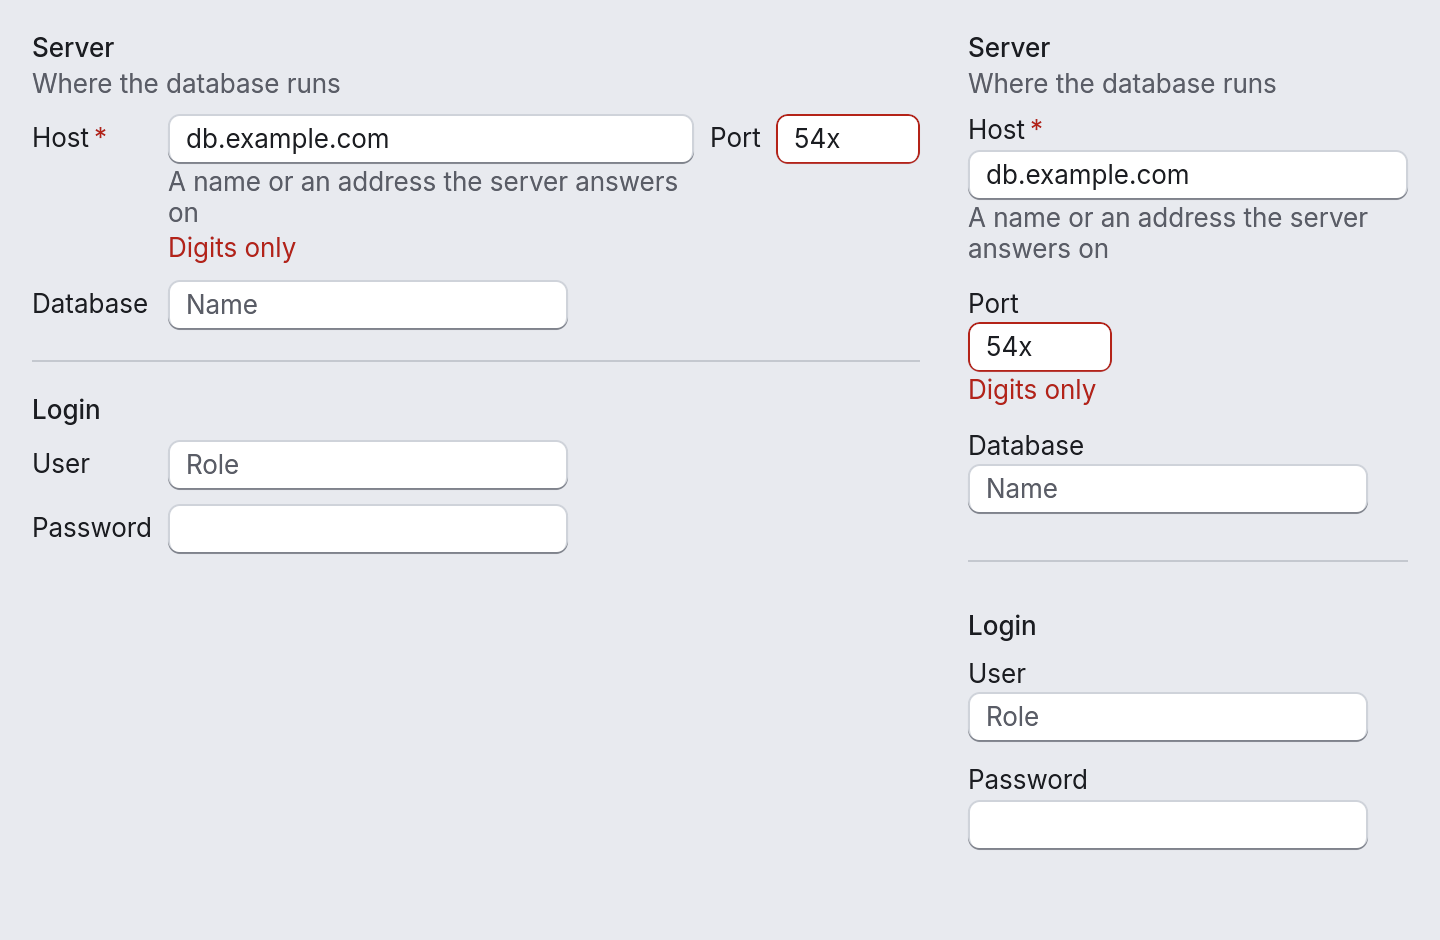 Server
Where the database runs
Host *
db.example.com
Port
54x
A name or an address the server answers
on
Digits only
Database
Name
Login
User
Role
Password
Server
Where the database runs
Host *
db.example.com
A name or an address the server
answers on
Port
54x
Digits only
Database
Name
Login
User
Role
Password